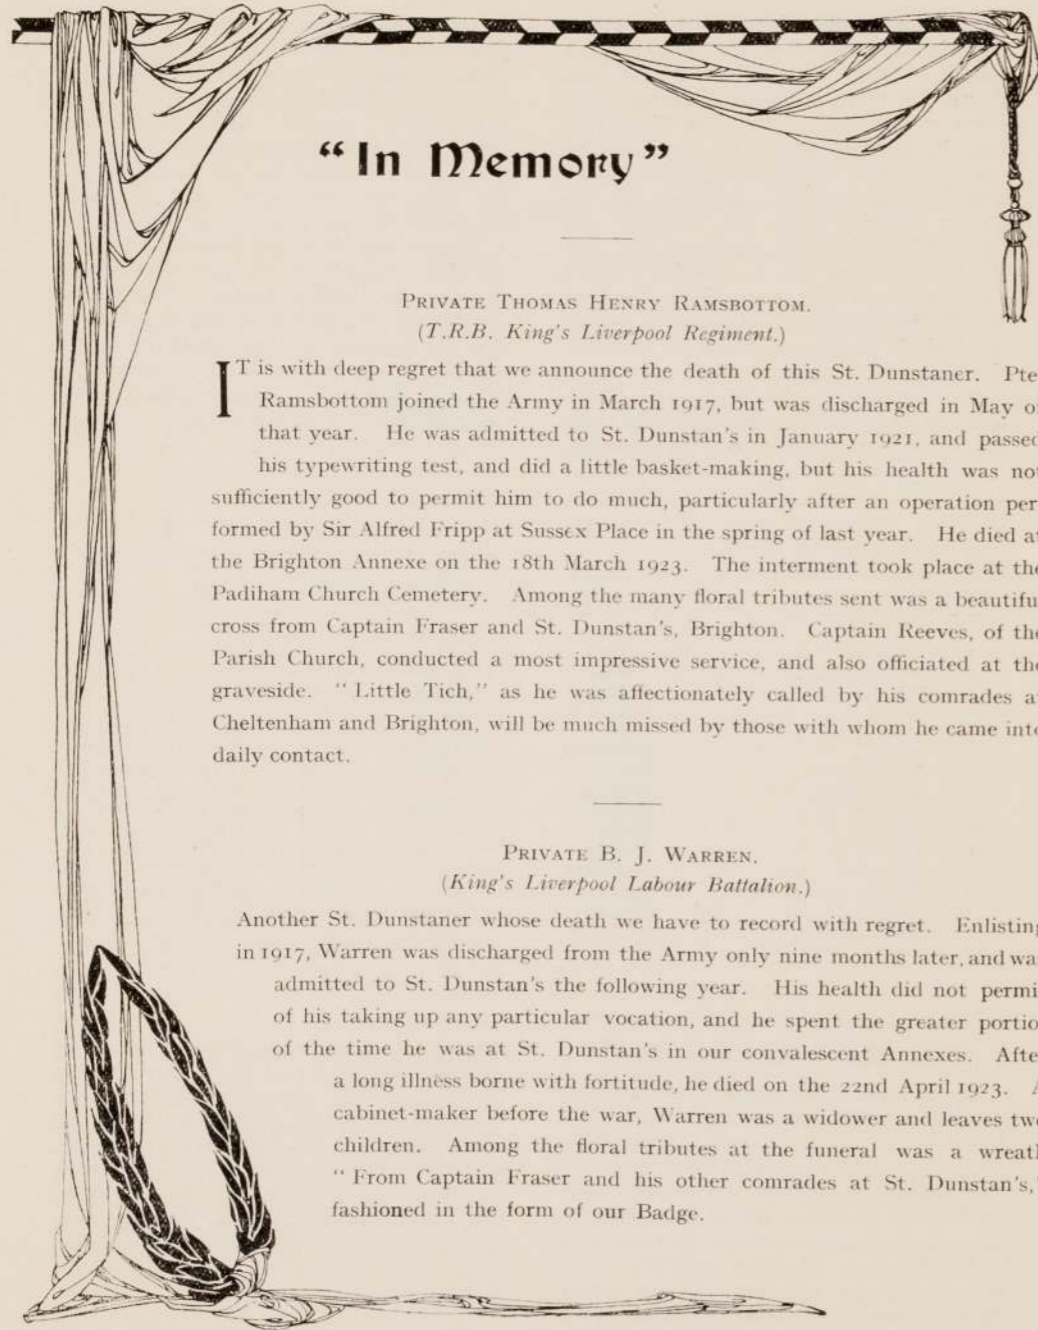 “In Memory”
PRIVATE THOMAS HENRY RAMSBOTTOM.
(T.R.B. King's Liverpool Regiment.)
IT is with deep regret that we announce the death of this St. Dunstaner. Pte
Ramsbottom joined the Army in March 1917, but was discharged in May of
that year. He was admitted to St. Dunstan's in January 1921, and passed
his typewriting test, and did a little basket-making, but his health was not
sufficiently good to permit him to do much, particularly after an operation per
formed by Sir Alfred Fripp at Sussex Place in the spring of last year. He died at
the Brighton Annexe on the 18th March 1923. The interment took place at the
Padiham Church Cemetery. Among the many floral tributes sent was a beautifu
cross from Captain Fraser and St. Dunstan's, Brighton. Captain Reeves, of the
Parish Church, conducted a most impressive service, and also officiated at the
graveside. “Little Tich,” as he was affectionately called by his comrades at
Cheltenham and Brighton, will be much missed by those with whom he came into
daily contact.
PRIVATE B. J. WARREN.
(King's Liverpool Labour Battalion.)
Another St. Dunstaner whose death we have to record with regret. Enlisting
in 1917, Warren was discharged from the Army only nine months later, and wa
admitted to St. Dunstan's the following year. His health did not permi
of his taking up any particular vocation, and he spent the greater portio
of the time he was at St. Dunstan's in our convalescent Annexes. Afte
a long illness borne with fortitude, he died on the 22nd April 1923. A
cabinet-maker before the war, Warren was a widower and leaves two
children. Among the floral tributes at the funeral was a wreath
“From Captain Fraser and his other comrades at St. Dunstan's,”
fashioned in the form of our Badge.